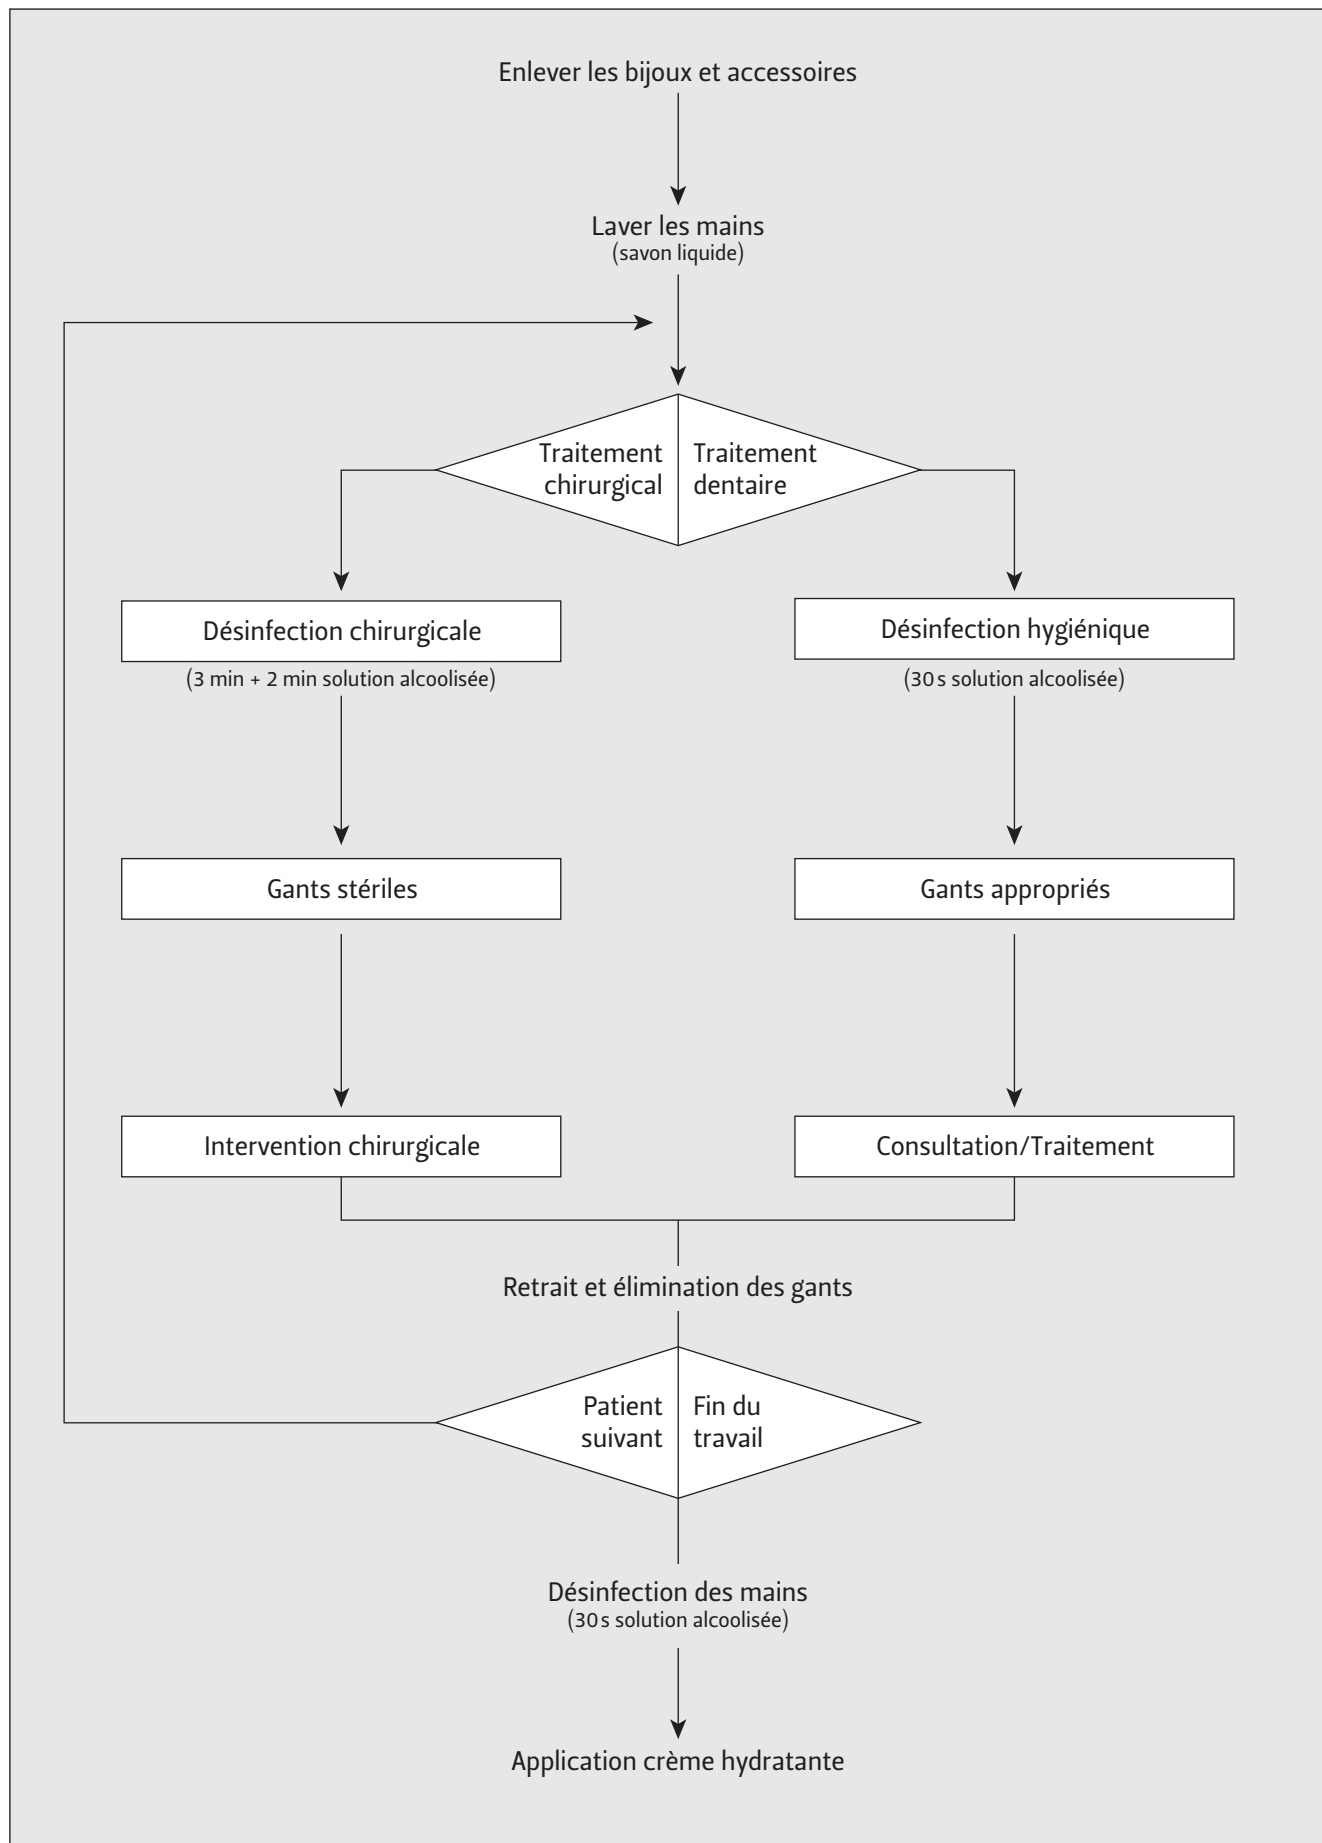 Enlever les bijoux et accessoires
Laver les mains
(savon liquide)
Traitement
chirurgical
Traitement
dentaire
Désinfection chirurgicale
(3 min + 2 min solution alcoolisée)
Désinfection hygiénique
(30 s solution alcoolisée)
Gants stériles
Gants appropriés
Intervention chirurgicale
Consultation/Traitement
Retrait et élimination des gants
Patient
suivant
Fin du
travail
Désinfection des mains
(30 s solution alcoolisée)
Application crème hydratante